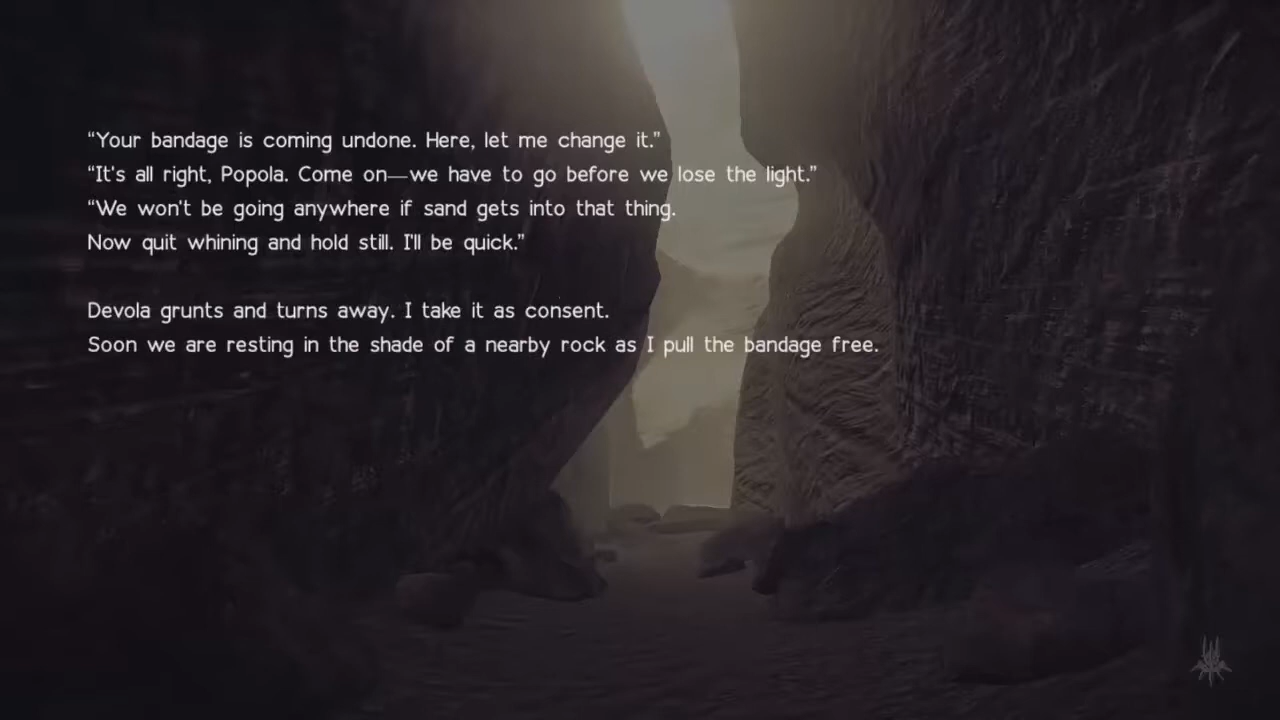 “Your bandage is coming undone. Here, let me change it.”
“It's all right, Popola. Come on—we have to go before we lose the light.”
“We won't be going anywhere if sand gets into that thing.
Now quit whining and hold still. I'll be quick.”
Devola grunts and turns away. I take it as consent.
Soon we are resting in the shade of a nearby rock as I pull the bandage free.